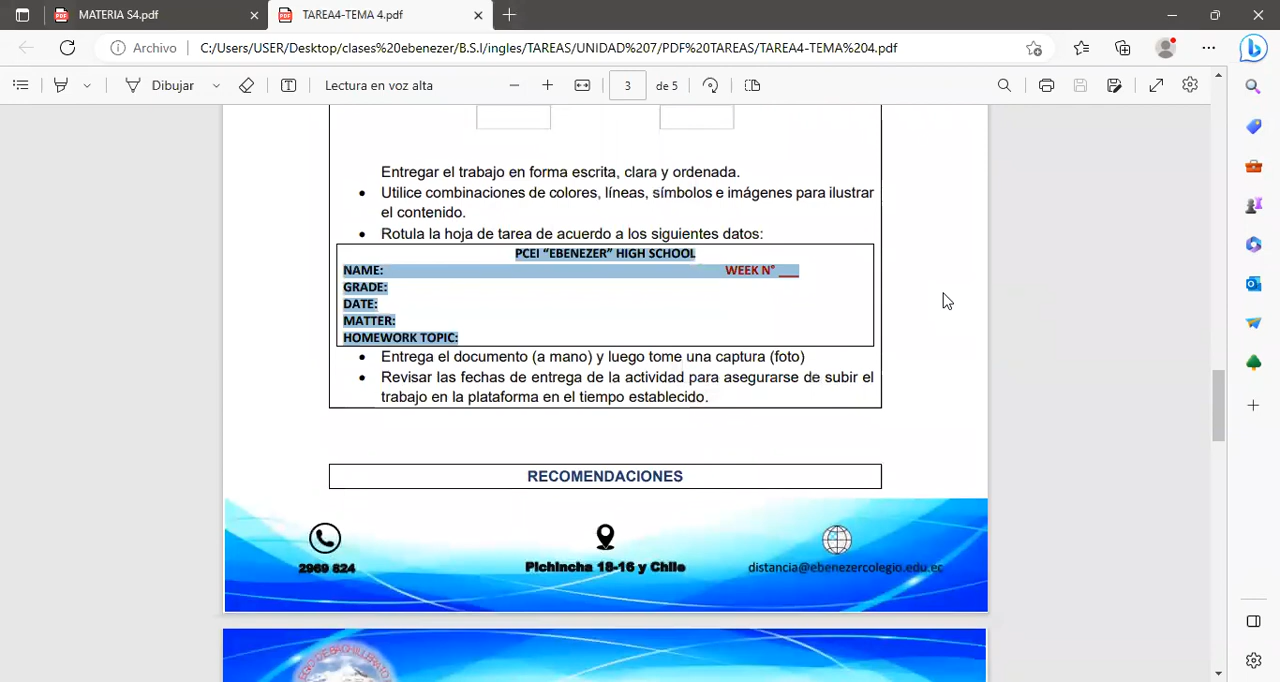 MATERIA S4.pdf
TAREA4-TEMA 4.pdf
Archivo
C:/Users/USER/Desktop/clases%20ebenezer/B.S.I/ingles/TAREAS/UNIDAD%207/PDF%20TAREAS/TAREA4-TEMA%204.pdf
Dibujar
Lectura en voz alta
3
de 5
Entregar el trabajo en forma escrita, clara y ordenada.
• Utilice combinaciones de colores, líneas, símbolos e imágenes para ilustrar
el contenido.
• Rotula la hoja de tarea de acuerdo a los siguientes datos:
PCEI “EBENEZER” HIGH SCHOOL
NAME: WEEK N° ___
GRADE:
DATE:
MATTER:
HOMEWORK TOPIC:
• Entrega el documento (a mano) y luego tome una captura (foto)
• Revisar las fechas de entrega de la actividad para asegurarse de subir el
trabajo en la plataforma en el tiempo establecido.
RECOMENDACIONES
2969 824
Pichincha 18-16 y Chile
distancia@ebenezercolegio.edu.ec